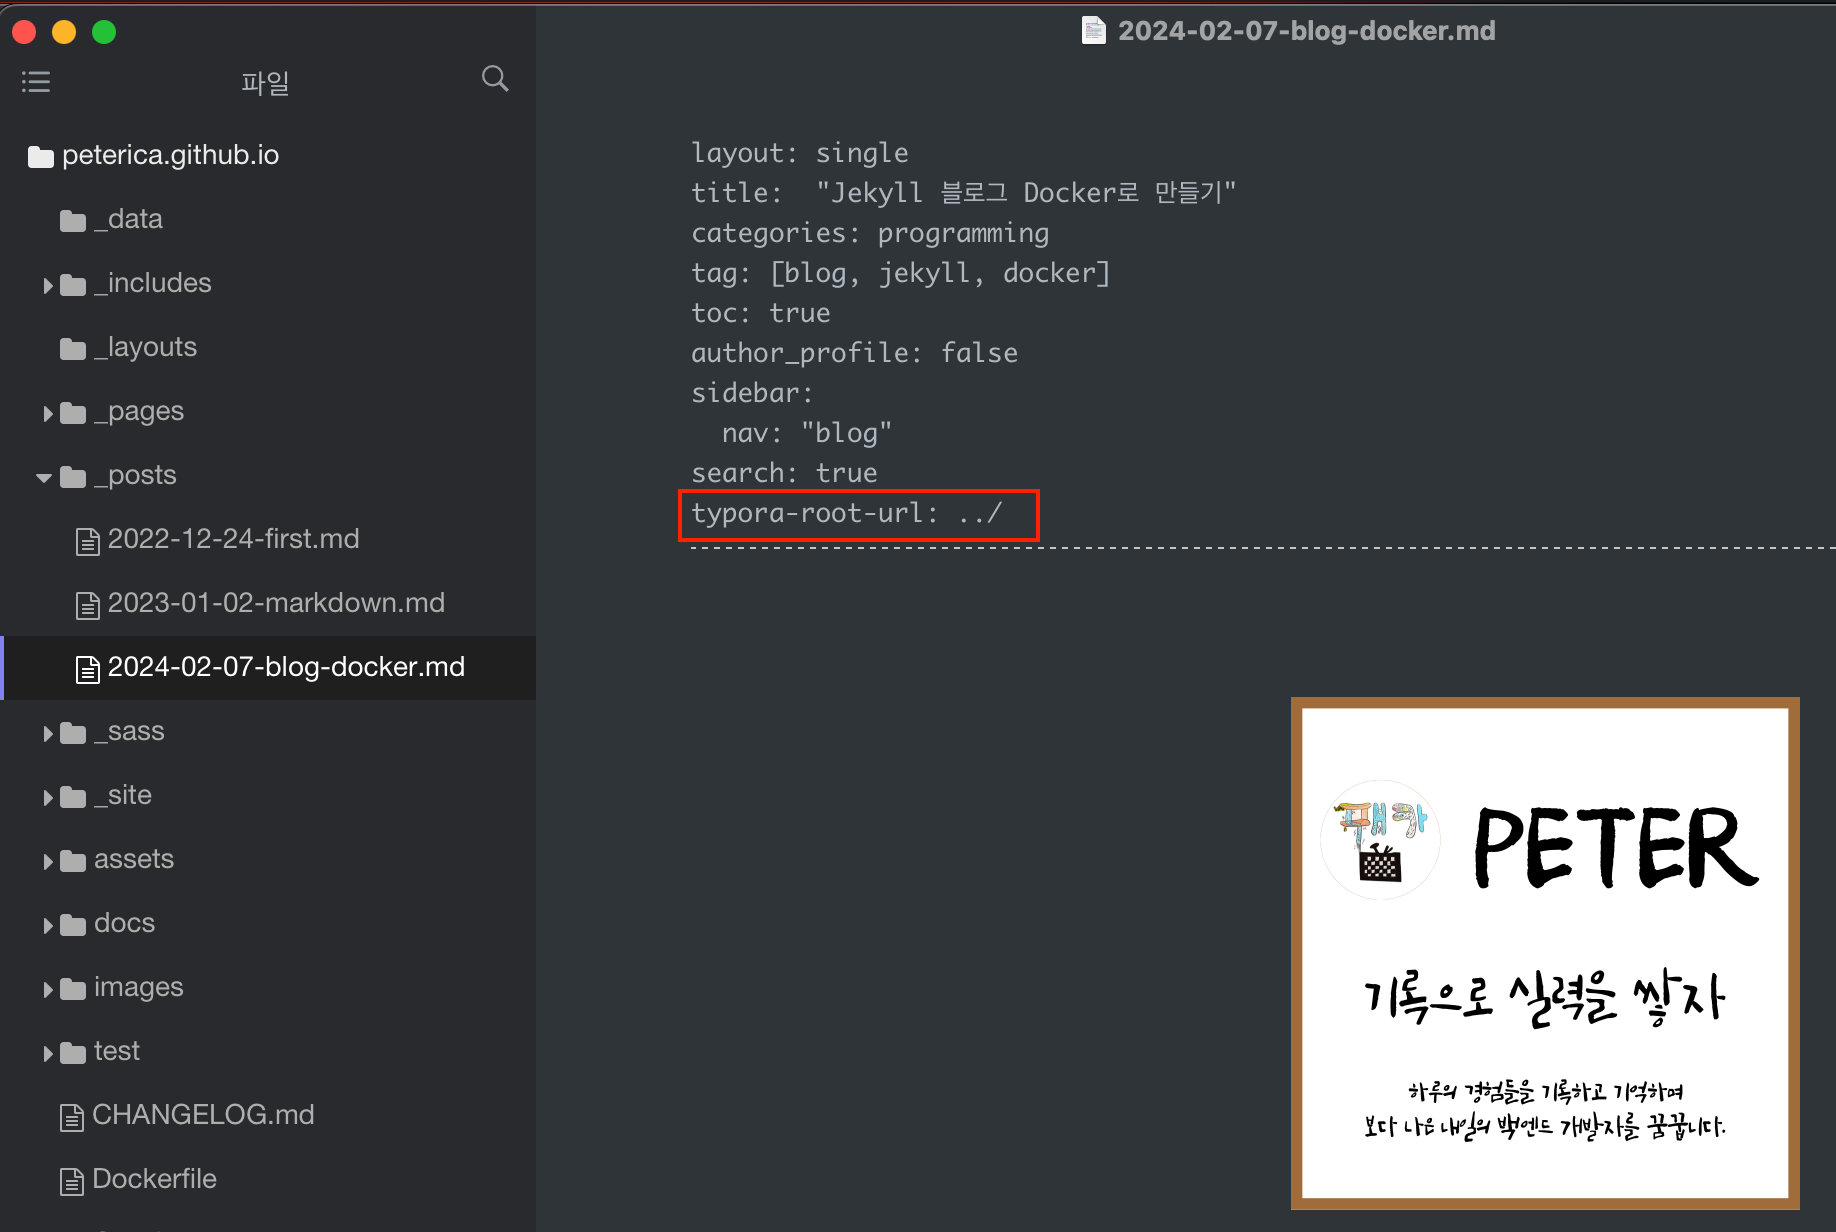 2024-02-07-blog-docker.md
파일
peterica.github.io
_data
_includes
_layouts
_pages
_posts
2022-12-24-first.md
2023-01-02-markdown.md
2024-02-07-blog-docker.md
_sass
_site
assets
docs
images
test
CHANGELOG.md
Dockerfile
layout: single
title:  "Jekyll 블로그 Docker로 만들기"
categories: programming
tag: [blog, jekyll, docker]
toc: true
author_profile: false
sidebar:
  nav: "blog"
search: true
typora-root-url: ../
PETER
기록으로 실력을 쌓자
하루의 경험들을 기록하고 기억하며
보다 나은 내일의 백엔드 개발자를 꿈꿉니다.